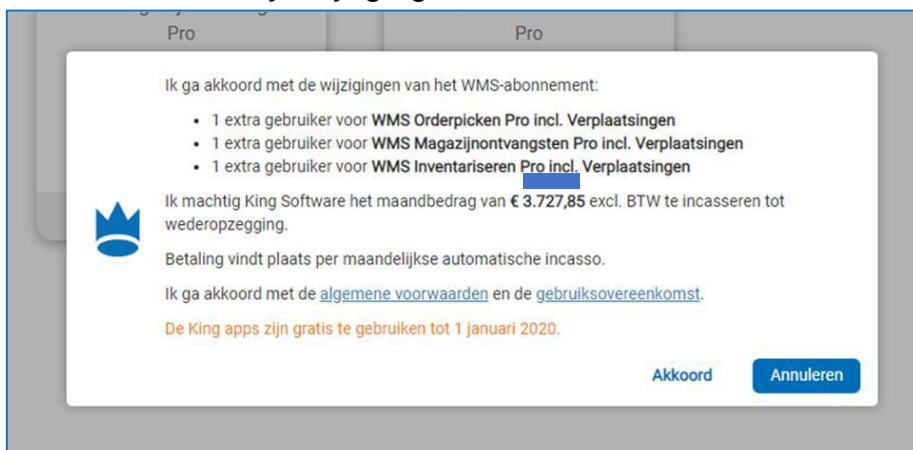 Pro
Pro
Ik ga akkoord met de wijzigingen van het WMS-abonnement:
• 1 extra gebruiker voor WMS Orderpicken Pro incl. Verplaatsingen
• 1 extra gebruiker voor WMS Magazijnontvangsten Pro incl. Verplaatsingen
• 1 extra gebruiker voor WMS Inventariseren Pro incl. Verplaatsingen
Ik machtig King Software het maandbedrag van € 3.727,85 excl. BTW te incasseren tot
wederopzegging.
Betaling vindt plaats per maandelijkse automatische incasso.
Ik ga akkoord met de algemene voorwaarden en de gebruiksovereenkomst.
De King apps zijn gratis te gebruiken tot 1 januari 2020.
Akkoord
Annuleren